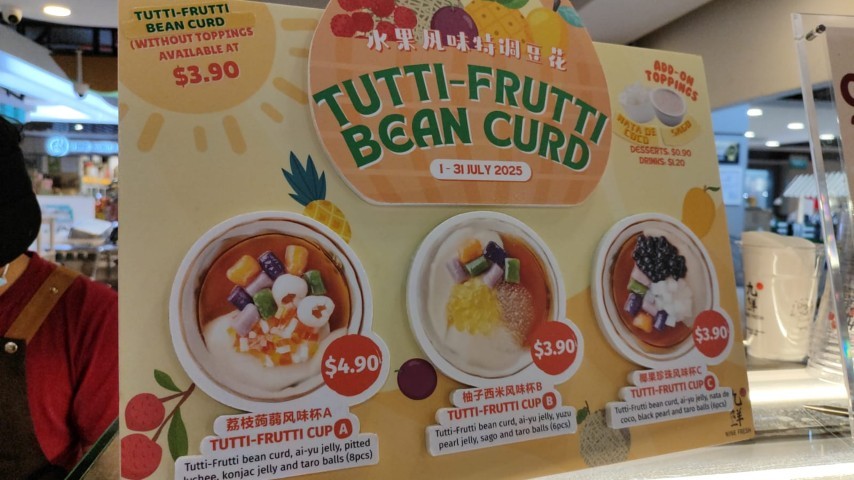 TUTTI-FRUTTI
BEAN CURD
(WITHOUT TOPPINGS
AVAILABLE AT
$3.90
水果风味特调豆花
TUTTI-FRUTTI
BEAN CURD
1 - 31 JULY 2025
ADD-ON
TOPPINGS
NATA DE
COCO
SAGO
DESSERTS: $0.90
DRINKS: $1.20
$4.90
荔枝蒟蒻风味杯A
TUTTI-FRUTTI CUP A
Tutti-Frutti bean curd, ai-yu jelly, pitted
lychee, konjac jelly and taro balls (8pcs)
$3.90
柚子西米风味杯B
TUTTI-FRUTTI CUP B
Tutti-Frutti bean curd, ai-yu jelly, yuzu
pearl jelly, sago and taro balls (6pcs)
$3.90
椰果珍珠风味杯C
TUTTI-FRUTTI CUP C
Tutti-Frutti bean curd, ai-yu jelly, nata de
coco, black pearl and taro balls (6pcs)
NINE FRESH